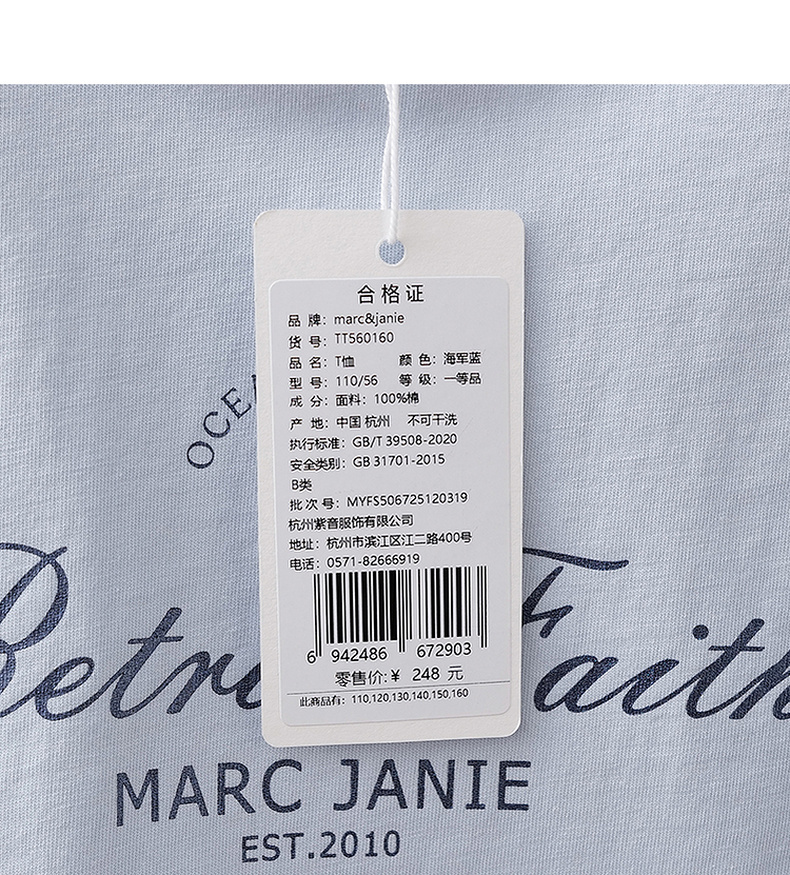 合格证
品 牌：marc&janie
货 号：TT560160
品 名：T恤 颜 色：海军蓝
型 号：110/56 等 级：一等品
成 分：面料：100%棉
产 地：中国 杭州 不可干洗
执行标准：GB/T 39508-2020
安全类别：GB 31701-2015
B类
批 次 号：MYFS506725120319
杭州紫音服饰有限公司
地址：杭州市滨江区江二路400号
电话：0571-82666919
6 942486 672903
零售价:¥ 248 元
此商品有：110,120,130,140,150,160
Faith
MARC JANIE
EST.2010